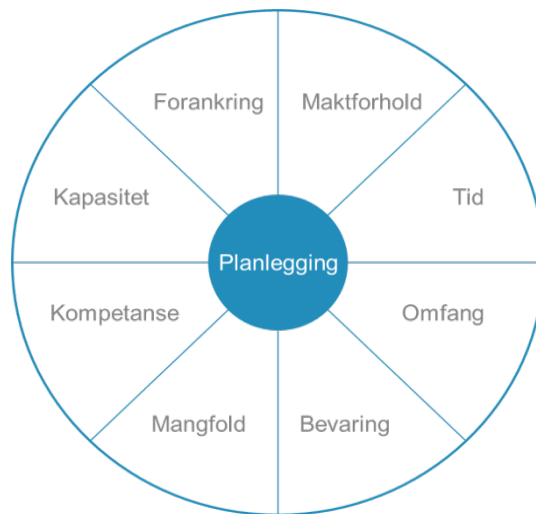 Forankring
Maktforhold
Kapasitet
Tid
Planlegging
Kompetanse
Omfang
Mangfold
Bevaring